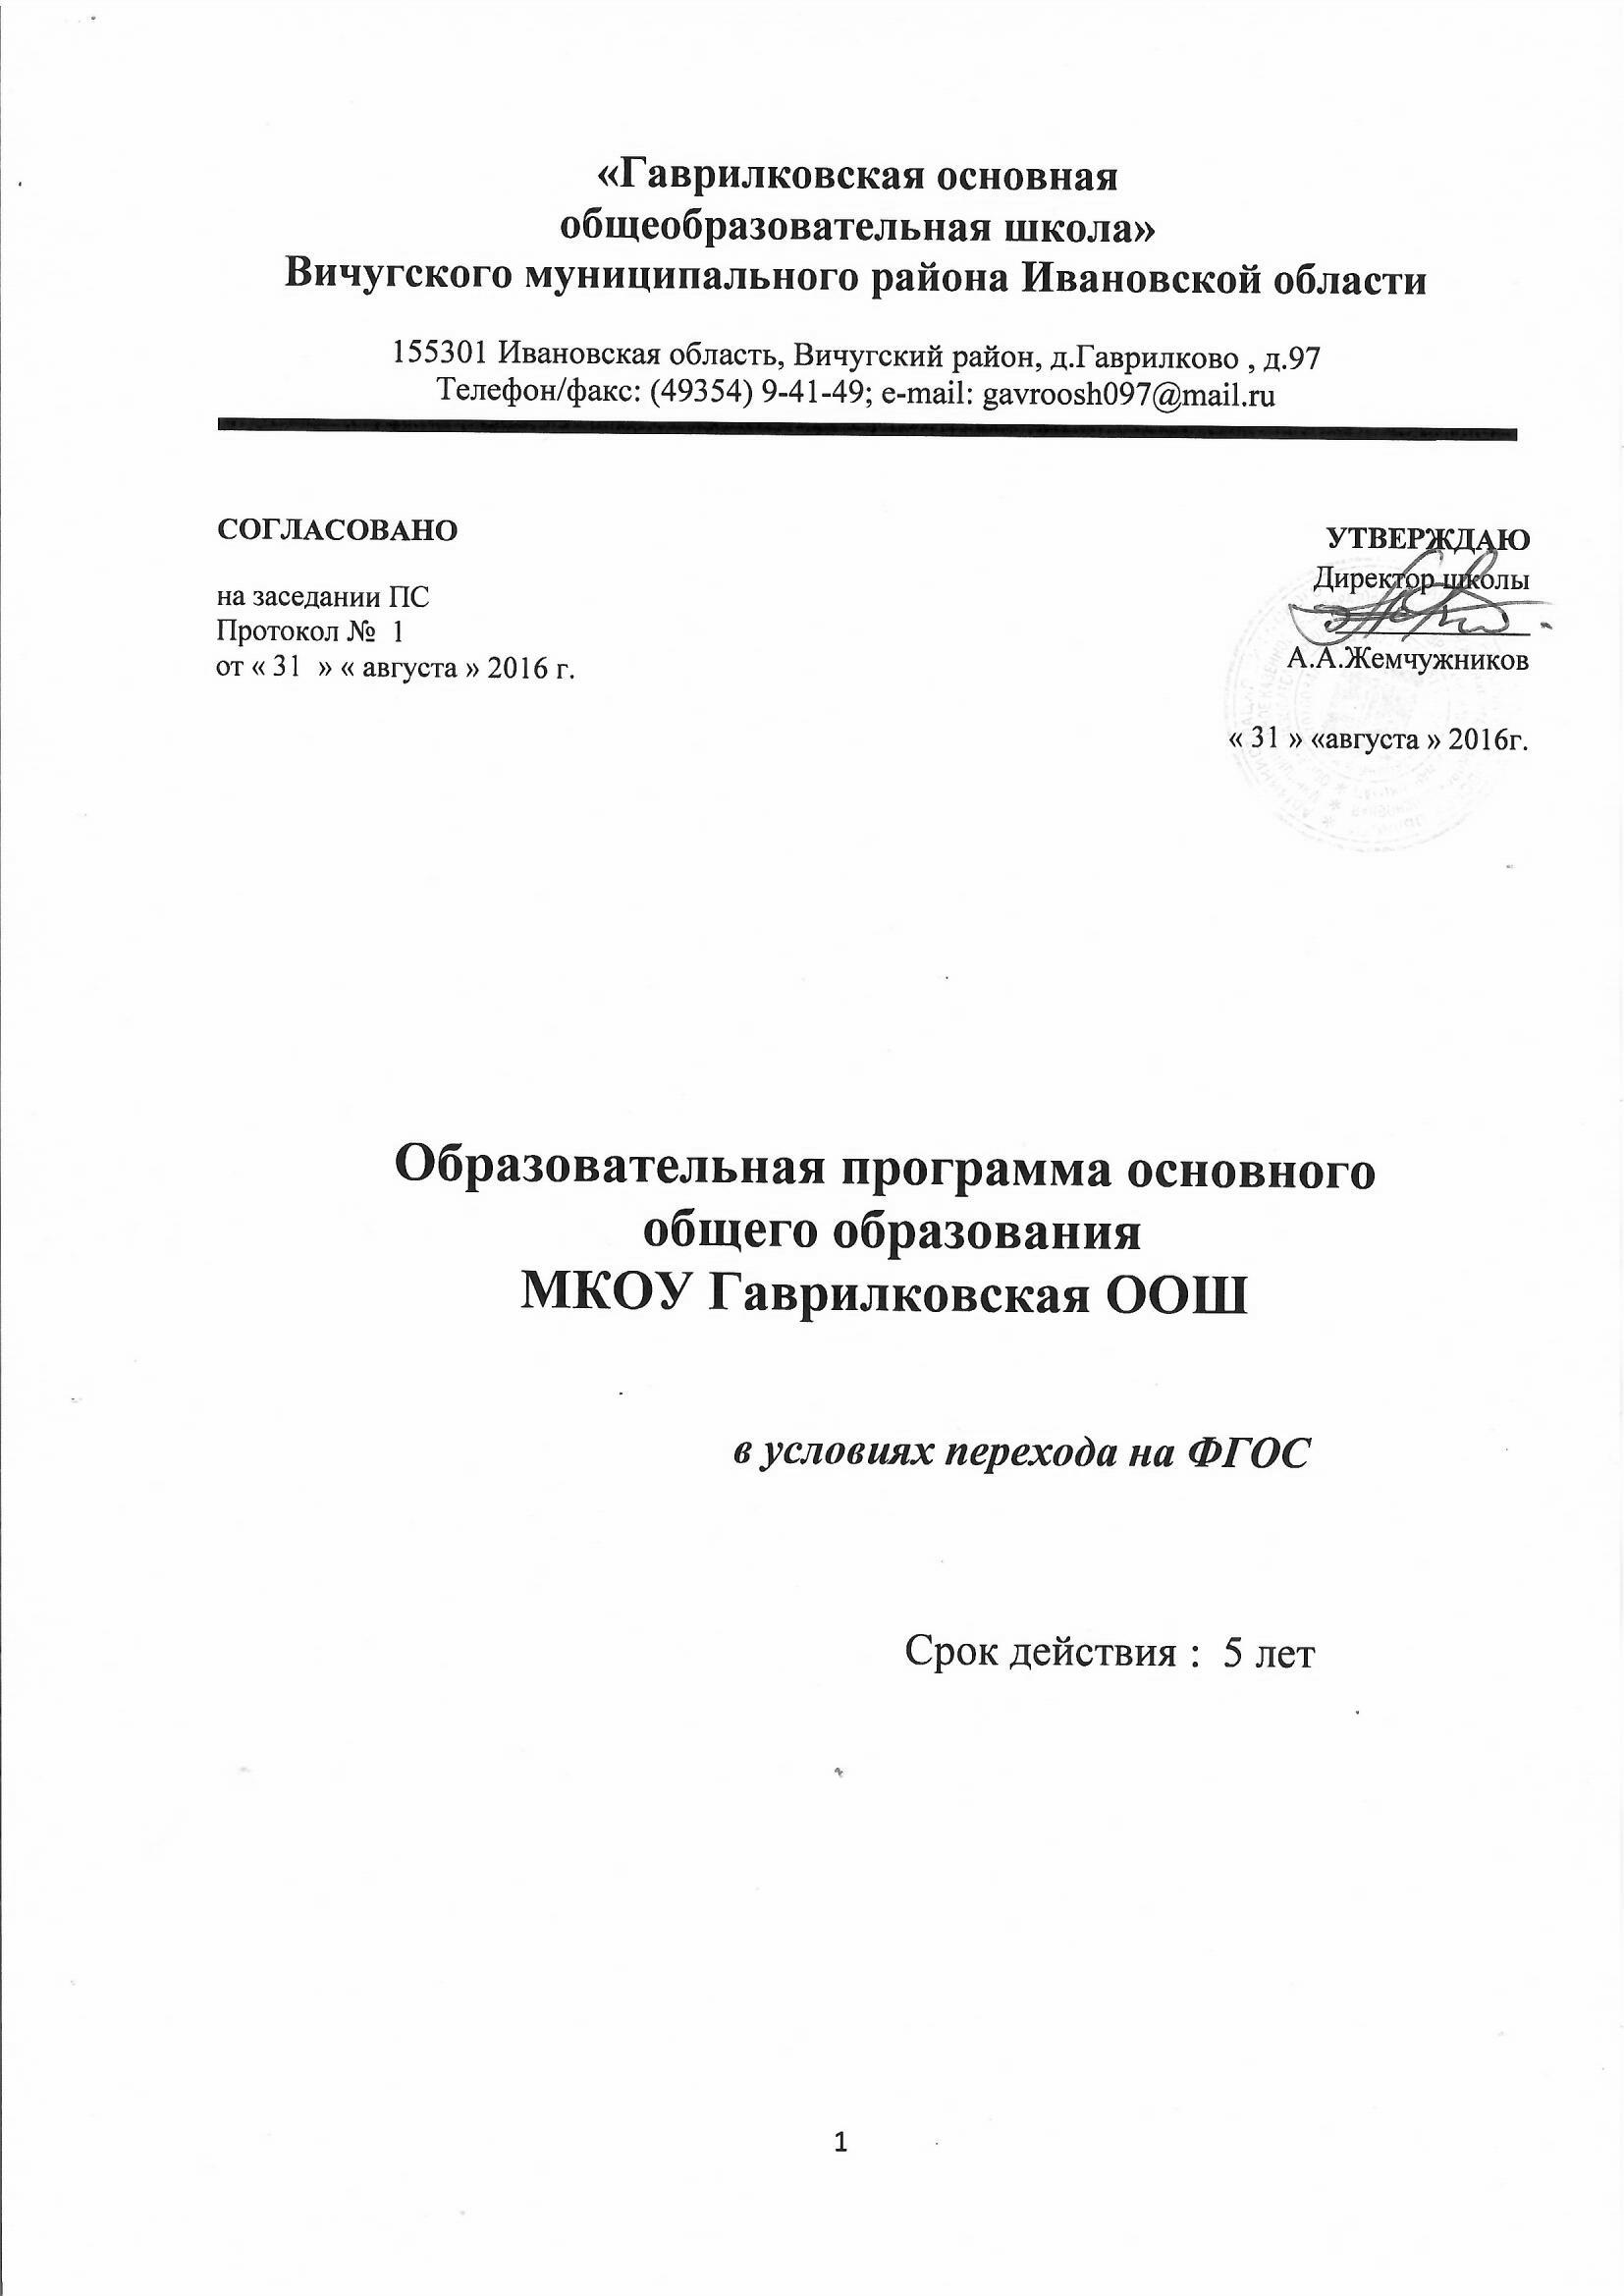 «Гаврилковская основная
общеобразовательная школа»
Вичугского муниципального района Ивановской области
155301 Ивановская область, Вичугский район, д.Гаврилково , д.97
Телефон/факс: (49354) 9-41-49; e-mail: gavroosh097@mail.ru
СОГЛАСОВАНО
на заседании ПС
Протокол № 1
от « 31 » « августа » 2016 г.
УТВЕРЖДАЮ
Директор школы
А.А.Жемчужников
« 31 » «августа » 2016г.
Образовательная программа основного
общего образования
МКОУ Гаврилковская ООШ
в условиях перехода на ФГОС
Срок действия : 5 лет
1